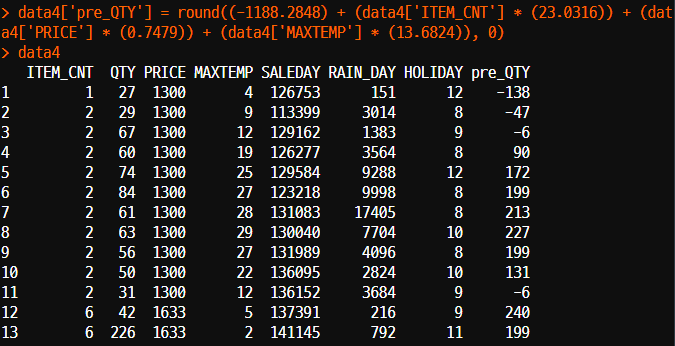 > data4['pre_QTY'] = round((-1188.2848) + (data4['ITEM_CNT'] * (23.0316)) + (dat
a4['PRICE'] * (0.7479)) + (data4['MAXTEMP'] * (13.6824)), 0)
> data4
ITEM_CNT QTY PRICE MAXTEMP SALEDAY RAIN_DAY HOLIDAY pre_QTY
1 1 27 1300 4 126753 151 12 -138
2 2 29 1300 9 113399 3014 8 -47
3 2 67 1300 12 129162 1383 9 -6
4 2 60 1300 19 126277 3564 8 90
5 2 74 1300 25 129584 9288 12 172
6 2 84 1300 27 123218 9998 8 199
7 2 61 1300 28 131083 17405 8 213
8 2 63 1300 29 130040 7704 10 227
9 2 56 1300 27 131989 4096 8 199
10 2 50 1300 22 136095 2824 10 131
11 2 31 1300 12 136152 3684 9 -6
12 6 42 1633 5 137391 216 9 240
13 6 226 1633 2 141145 792 11 199